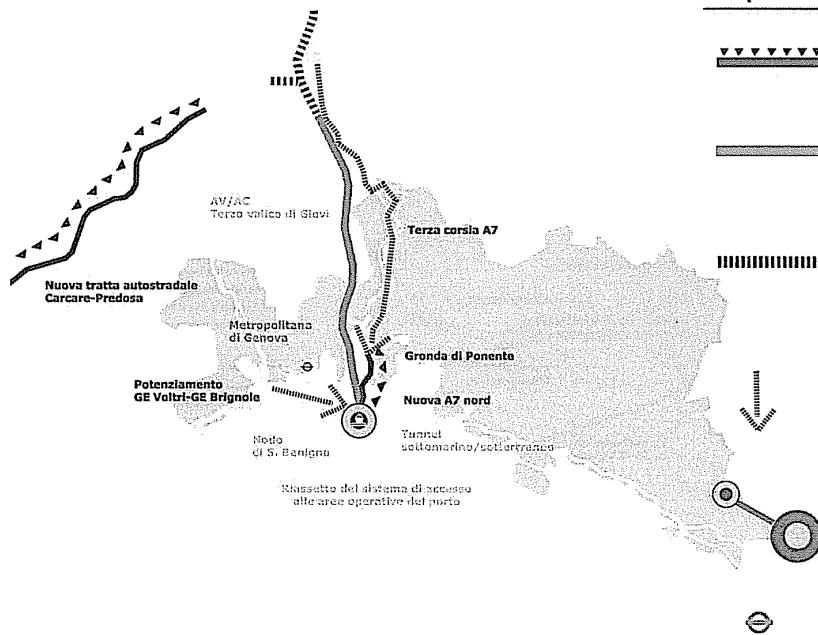 AV/AC
Terzo valico di Giovi
Terza corsia A7
Nuova tratta autostradale
Carcare-Predosa
Metropolitana
di Genova
Gronda di Ponente
Potenziamento
GE Voltri-GE Brignole
Nuova A7 nord
Nodo
di S. Benigno
Tunnel
sottomarino/sotterraneo
Riassetto del sistema di accesso
alle aree operative del porto